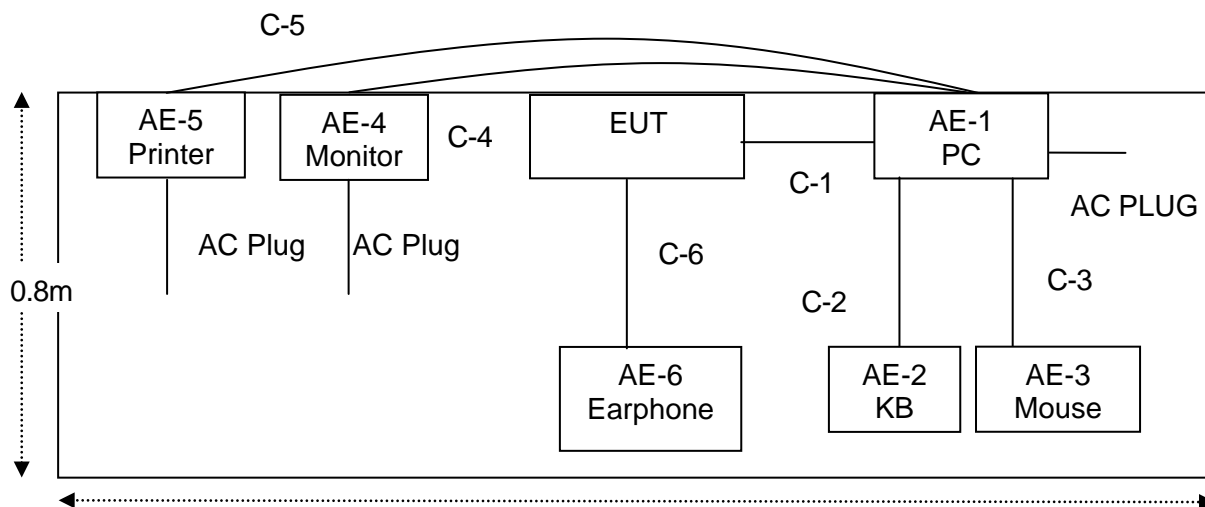 C-5
AE-5
Printer
AE-4
Monitor
C-4
EUT
C-1
AE-1
PC
AC PLUG
AC Plug
AC Plug
C-6
C-2
C-3
0.8m
AE-6
Earphone
AE-2
KB
AE-3
Mouse